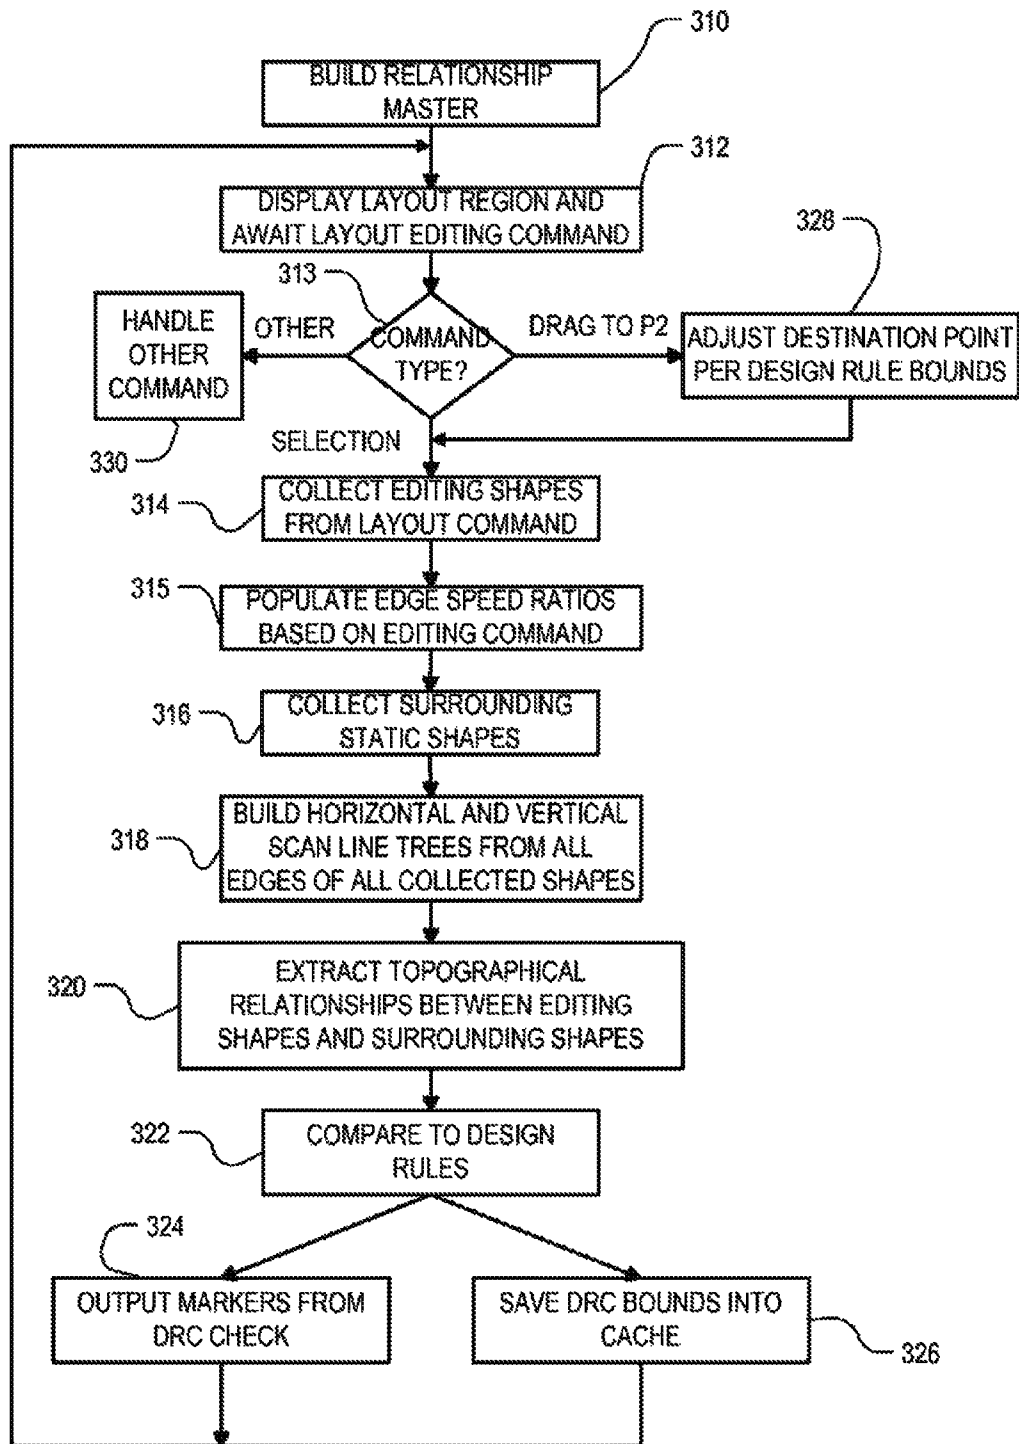 310
BUILD RELATIONSHIP
MASTER
312
DISPLAY LAYOUT REGION AND
AWAIT LAYOUT EDITING COMMAND
328
313
HANDLE
OTHER
COMMAND
OTHER
COMMAND
TYPE?
DRAG TO P2
ADJUST DESTINATION POINT
PER DESIGN RULE BOUNDS
330
SELECTION
314
COLLECT EDITING SHAPES
FROM LAYOUT COMMAND
315
POPULATE EDGE SPEED RATIOS
BASED ON EDITING COMMAND
316
COLLECT SURROUNDING
STATIC SHAPES
318
BUILD HORIZONTAL AND VERTICAL
SCAN LINE TREES FROM ALL
EDGES OF ALL COLLECTED SHAPES
320
EXTRACT TOPOGRAPHICAL
RELATIONSHIPS BETWEEN EDITING
SHAPES AND SURROUNDING SHAPES
322
COMPARE TO DESIGN
RULES
324
OUTPUT MARKERS FROM
DRC CHECK
SAVE DRC BOUNDS INTO
CACHE
326